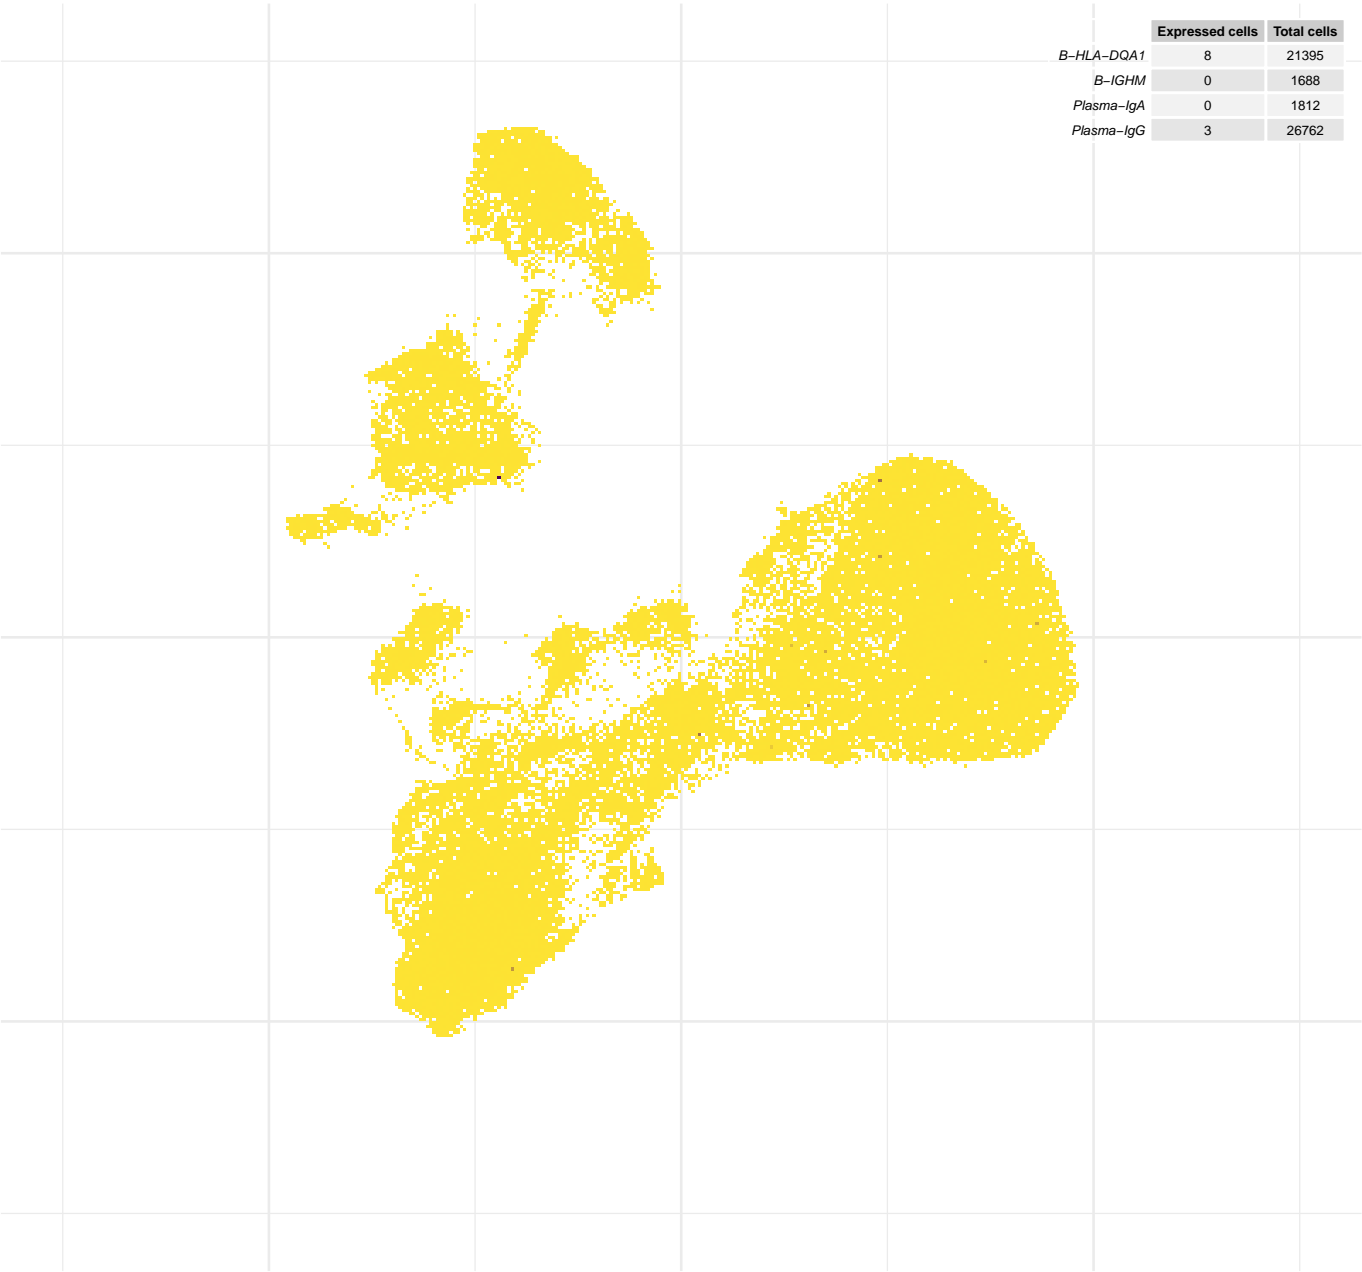 Expressed cells Total cells
B−HLA−DQA1 8 21395
B−IGHM 0 1688
Plasma−IgA 0 1812
Plasma−IgG 3 26762